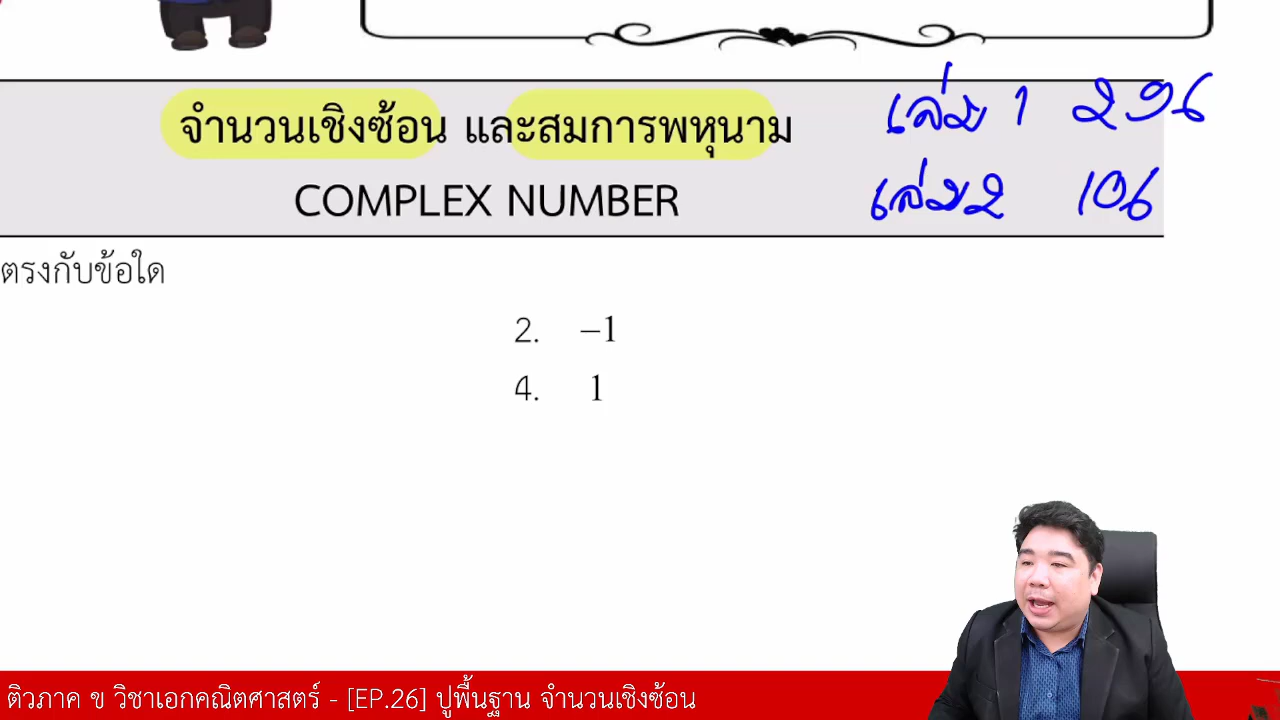 จำนวนเชิงซ้อน และสมการพหุนาม เล่ม 1 296
COMPLEX NUMBER เล่ม 2 106
ตรงกับข้อใด
2. −1
4. 1
ติวภาค ข วิชาเอกคณิตศาสตร์ - [EP.26] ปูพื้นฐาน จำนวนเชิงซ้อน